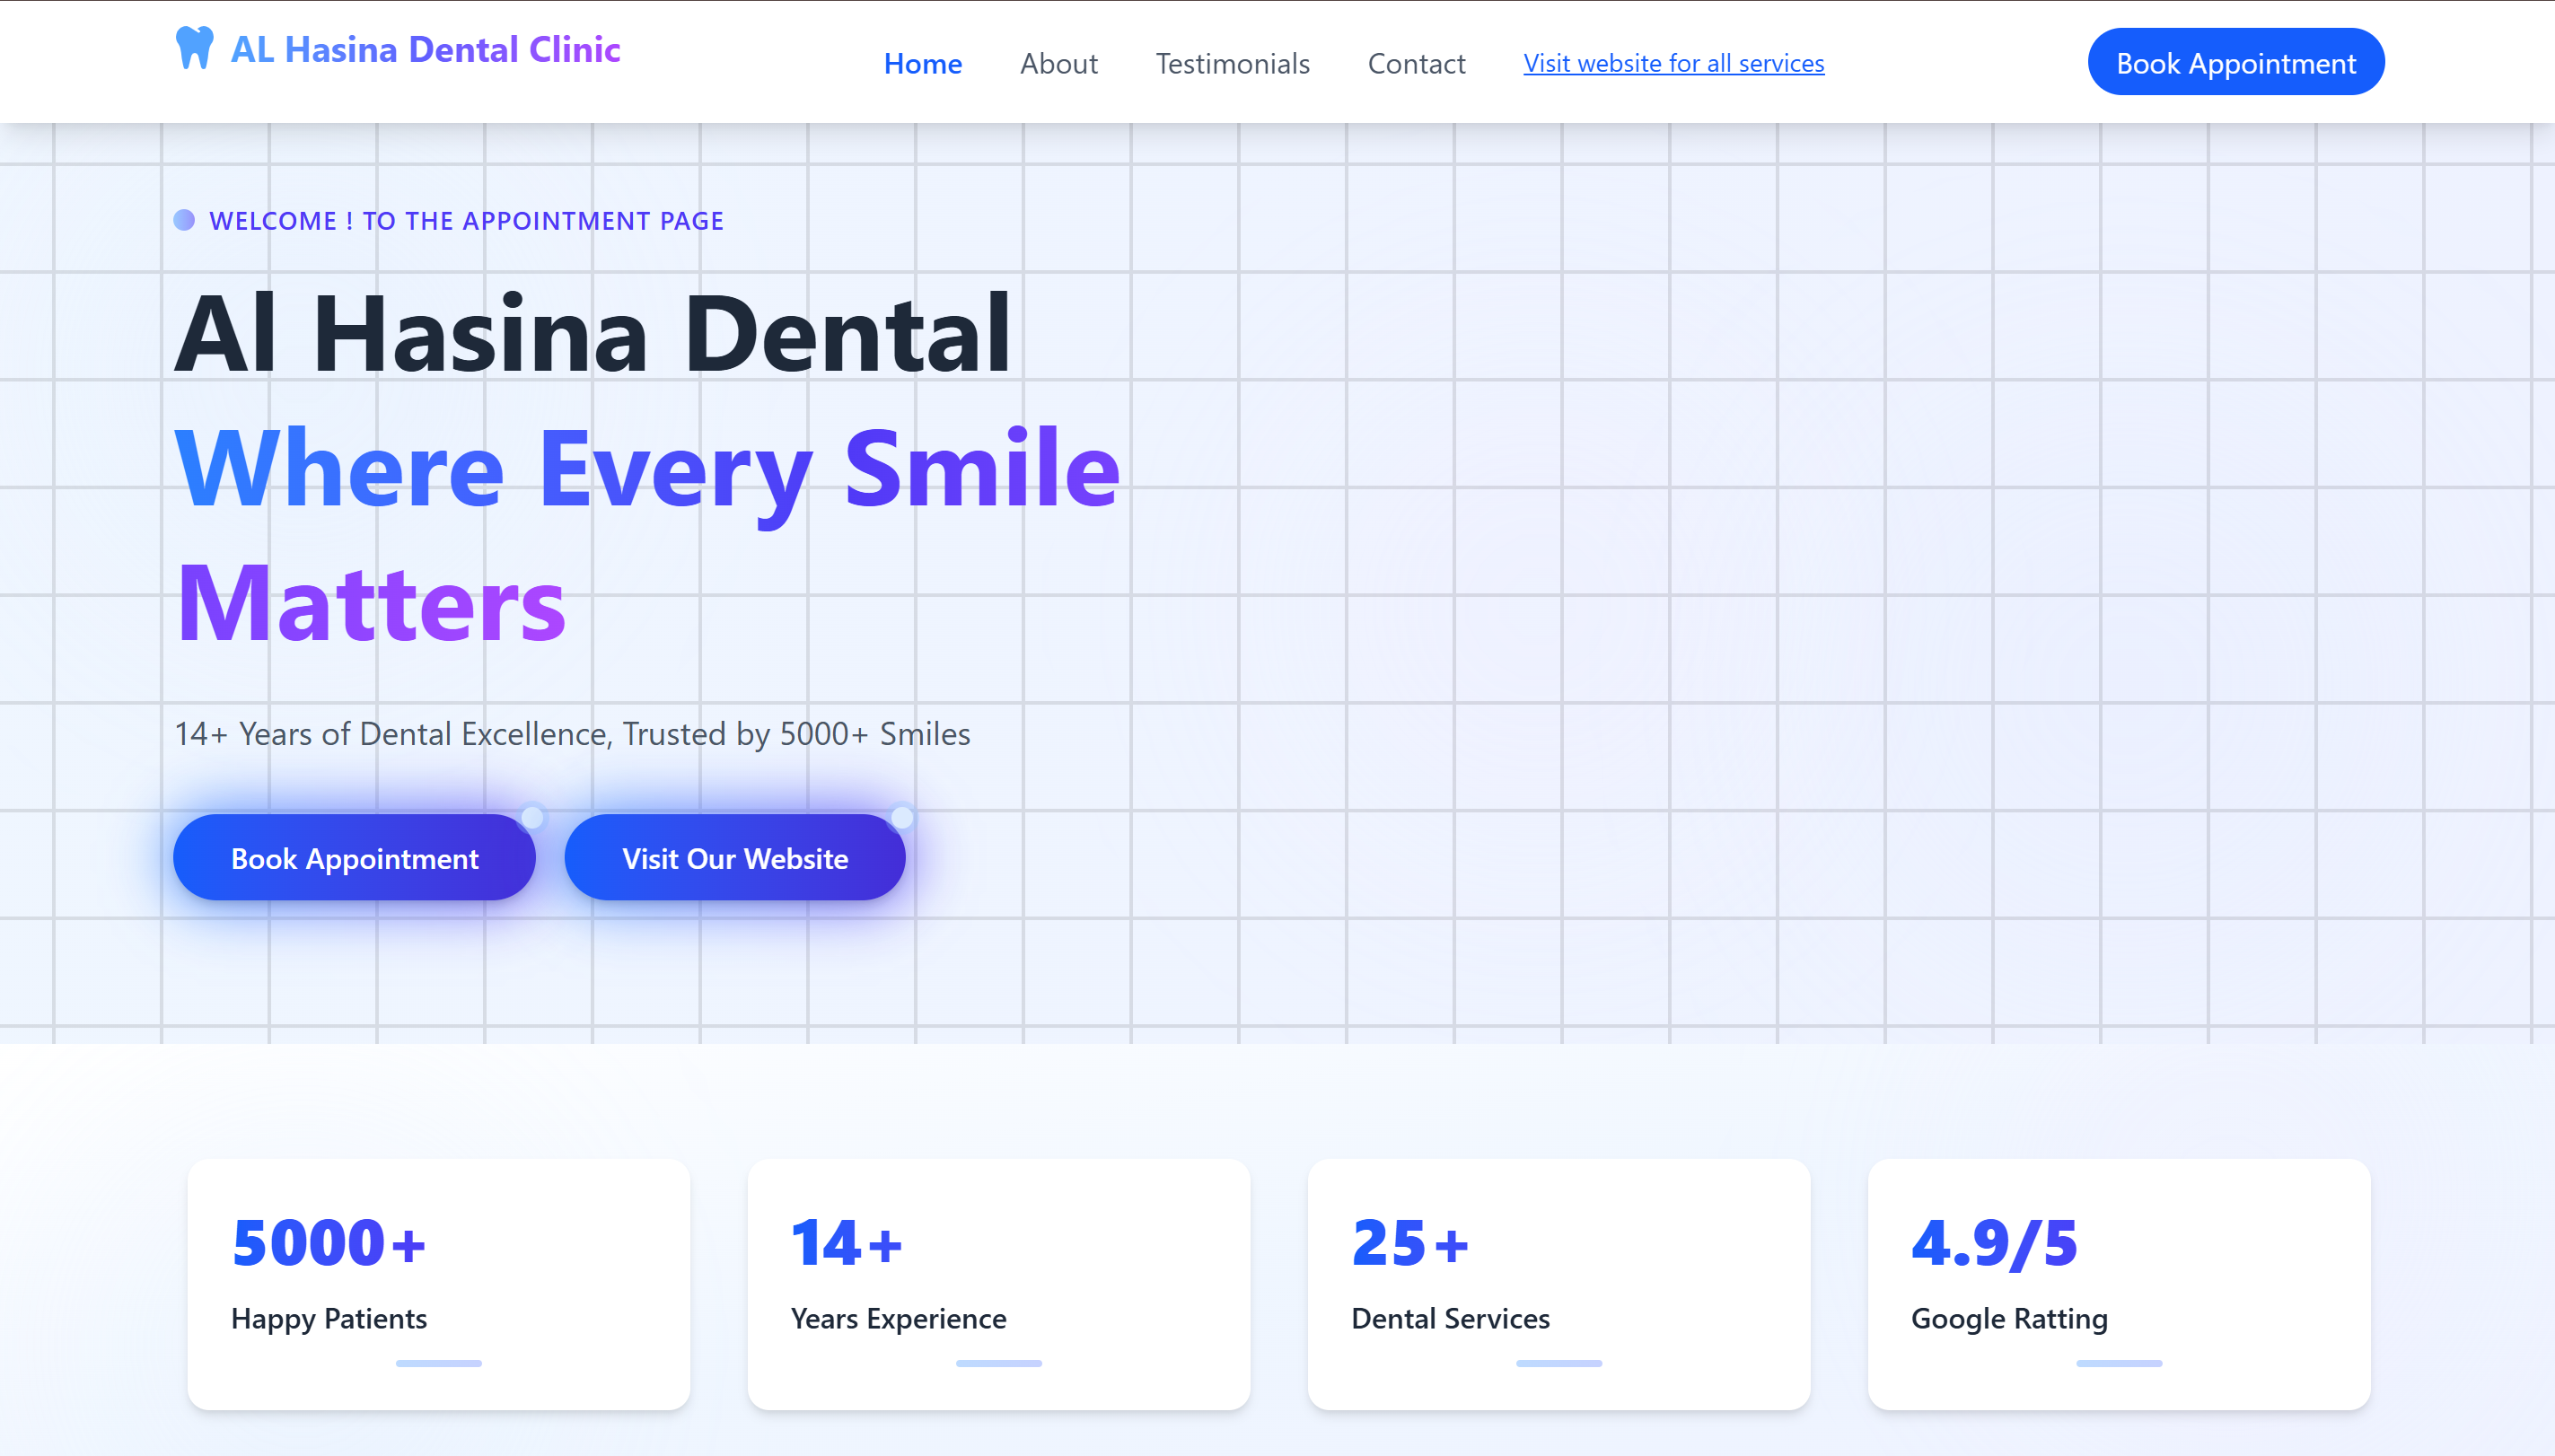 AL Hasina Dental Clinic
Home About Testimonials Contact Visit website for all services Book Appointment
WELCOME ! TO THE APPOINTMENT PAGE
Al Hasina Dental
Where Every Smile
Matters
14+ Years of Dental Excellence, Trusted by 5000+ Smiles
Book Appointment Visit Our Website
5000+
Happy Patients
14+
Years Experience
25+
Dental Services
4.9/5
Google Ratting